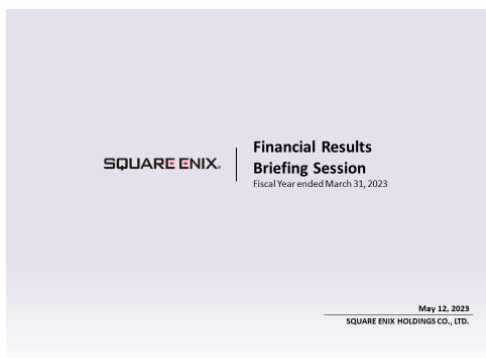 SQUARE ENIX.
Financial Results
Briefing Session
Fiscal Year ended March 31, 2023
May 12, 2023
SQUARE ENIX HOLDINGS CO., LTD.